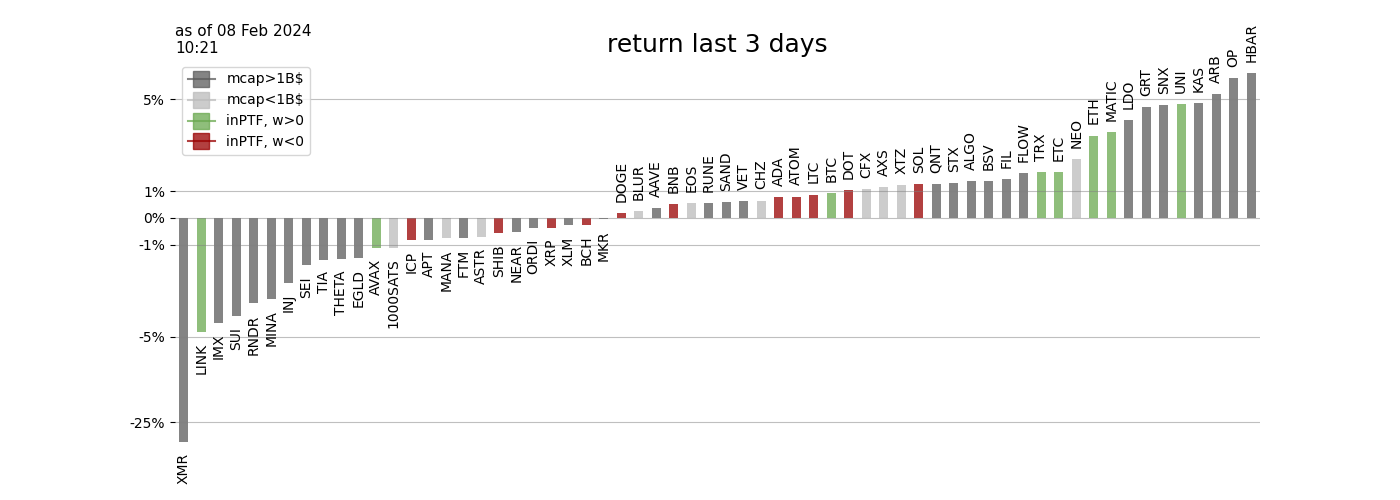 as of 08 Feb 2024
10:21
return last 3 days
mcap>1B$
mcap<1B$
inPTF, w>0
inPTF, w<0
5%
1%
0%
-1%
-5%
-25%
XMR
LINK
IMX
SUI
RNDR
MINA
INJ
SEI
TIA
THETA
EGLD
AVAX
1000SATS
ICP
APT
MANA
FTM
ASTR
SHIB
NEAR
ORDI
XRP
XLM
BCH
MKR
DOGE
BLUR
AAVE
BNB
EOS
RUNE
SAND
VET
CHZ
ADA
ATOM
LTC
BTC
DOT
CFX
AXS
XTZ
SOL
QNT
STX
ALGO
BSV
FIL
FLOW
TRX
ETC
NEO
ETH
MATIC
LDO
GRT
SNX
UNI
KAS
ARB
OP
HBAR